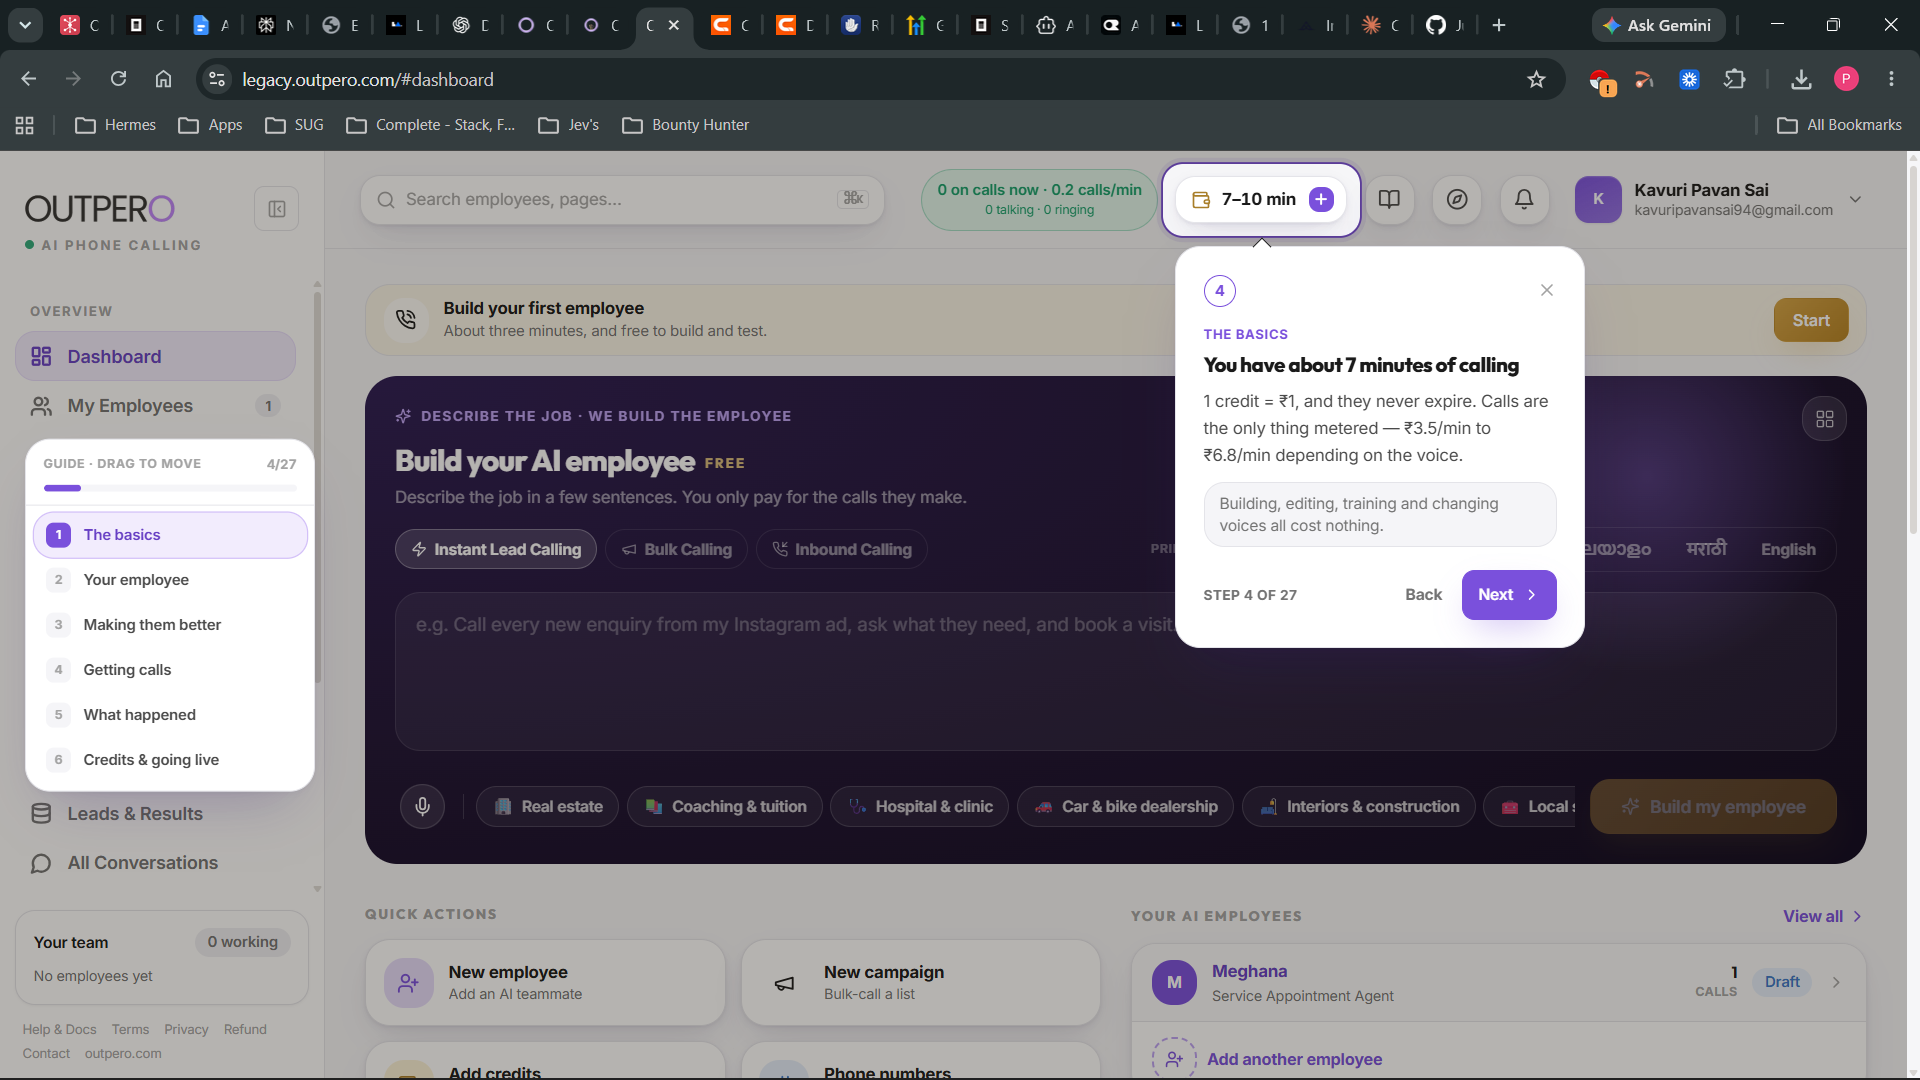 legacy.outpero.com/#dashboard
Ask Gemini
Hermes
Apps
SUG
Complete - Stack, F...
Jev's
Bounty Hunter
All Bookmarks
OUTPERO
AI PHONE CALLING
Search employees, pages...
⌘K
0 on calls now · 0.2 calls/min
0 talking · 0 ringing
7–10 min
K
Kavuri Pavan Sai
kavuripavansai94@gmail.com
OVERVIEW
Dashboard
My Employees
1
GUIDE · DRAG TO MOVE
4/27
1 The basics
2 Your employee
3 Making them better
4 Getting calls
5 What happened
6 Credits & going live
Leads & Results
All Conversations
Your team
0 working
No employees yet
Help & Docs Terms Privacy Refund
Contact outpero.com
Build your first employee
About three minutes, and free to build and test.
Start
4
THE BASICS
You have about 7 minutes of calling
1 credit = ₹1, and they never expire. Calls are
the only thing metered — ₹3.5/min to
₹6.8/min depending on the voice.
Building, editing, training and changing
voices all cost nothing.
STEP 4 OF 27
Back
Next
DESCRIBE THE JOB · WE BUILD THE EMPLOYEE
Build your AI employee FREE
Describe the job in a few sentences. You only pay for the calls they make.
Instant Lead Calling
Bulk Calling
Inbound Calling
मराठी
English
e.g. Call every new enquiry from my Instagram ad, ask what they need, and book a visit.
Real estate
Coaching & tuition
Hospital & clinic
Car & bike dealership
Interiors & construction
Local
Build my employee
QUICK ACTIONS
New employee
Add an AI teammate
New campaign
Bulk-call a list
Add credits
Phone numbers
YOUR AI EMPLOYEES
View all
M
Meghana
Service Appointment Agent
1
CALLS
Draft
Add another employee